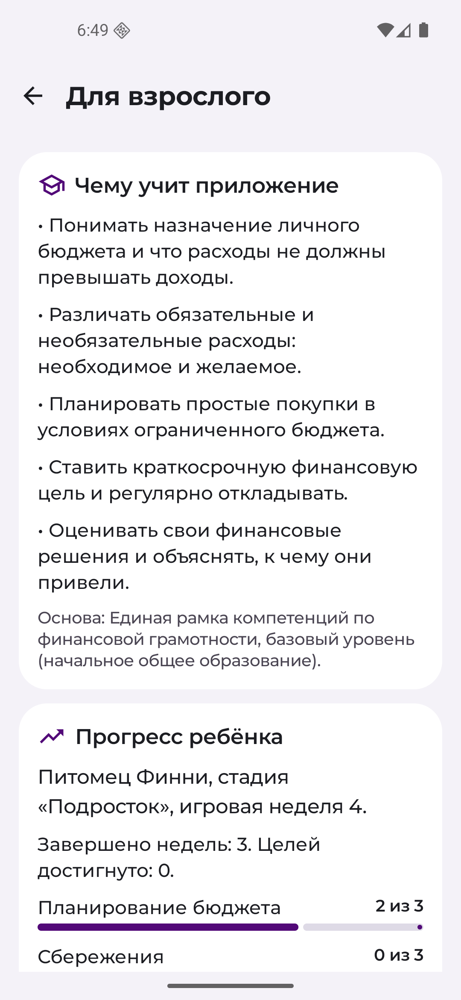 6:49
Для взрослого
Чему учит приложение
• Понимать назначение личного
бюджета и что расходы не должны
превышать доходы.
• Различать обязательные и
необязательные расходы:
необходимое и желаемое.
• Планировать простые покупки в
условиях ограниченного бюджета.
• Ставить краткосрочную финансовую
цель и регулярно откладывать.
• Оценивать свои финансовые
решения и объяснять, к чему они
привели.
Основа: Единая рамка компетенций по
финансовой грамотности, базовый уровень
(начальное общее образование).
Прогресс ребёнка
Питомец Финни, стадия
«Подросток», игровая неделя 4.
Завершено недель: 3. Целей
достигнуто: 0.
Планирование бюджета 2 из 3
Сбережения 0 из 3